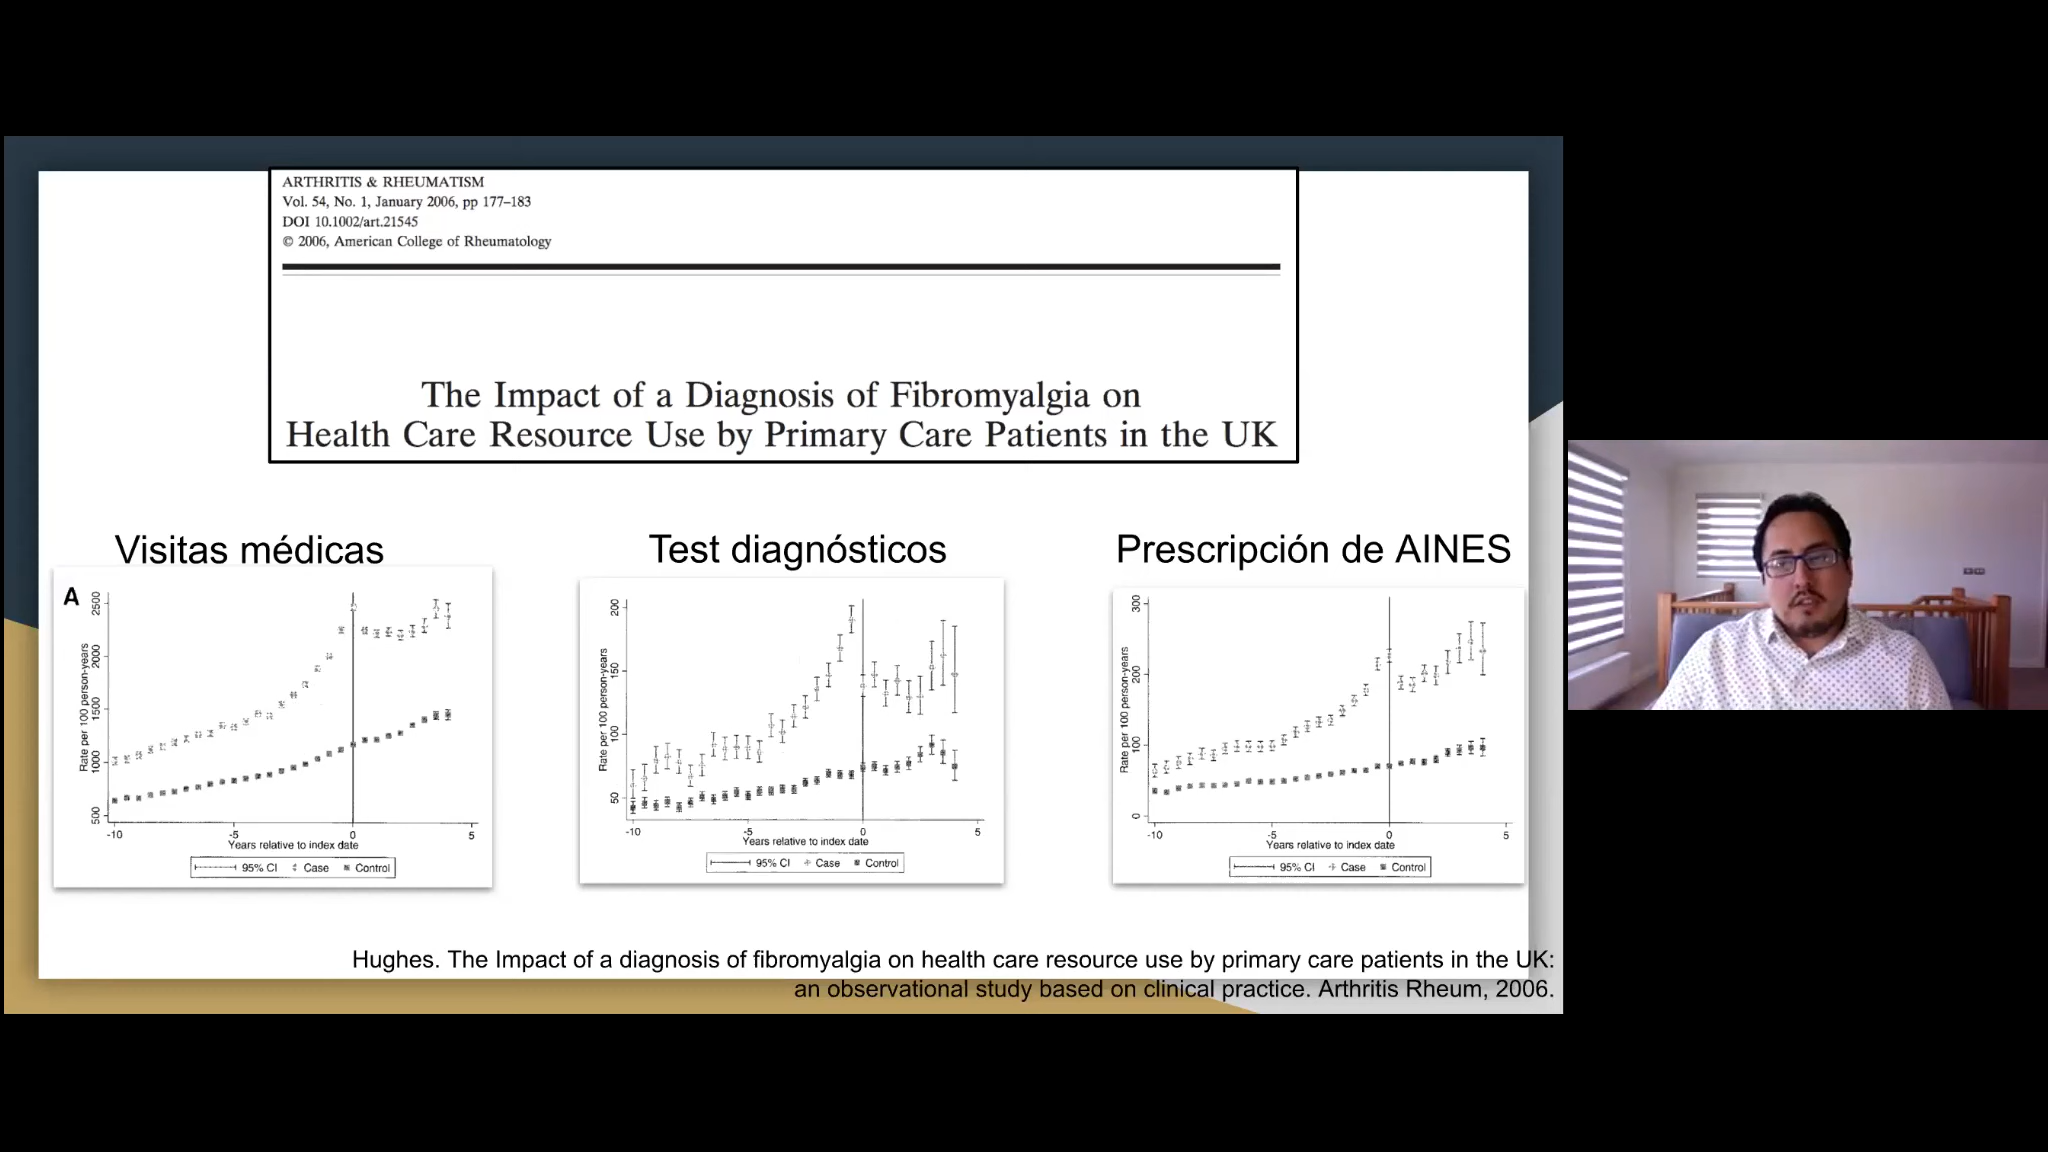 ARTHRITIS & RHEUMATISM
Vol. 54, No. 1, January 2006, pp 177–183
DOI 10.1002/art.21545
© 2006, American College of Rheumatology
The Impact of a Diagnosis of Fibromyalgia on
Health Care Resource Use by Primary Care Patients in the UK
Visitas médicas
A
Rate per 100 person-years
2500
2000
1500
1000
500
-10 -5 0 5
Years relative to index date
95% CI Case Control
Test diagnósticos
Rate per 100 person-years
200
150
100
50
-10 -5 0 5
Years relative to index date
95% CI Case Control
Prescripción de AINES
Rate per 100 person-years
300
200
100
0
-10 -5 0 5
Years relative to index date
95% CI Case Control
Hughes. The Impact of a diagnosis of fibromyalgia on health care resource use by primary care patients in the UK:
an observational study based on clinical practice. Arthritis Rheum, 2006.